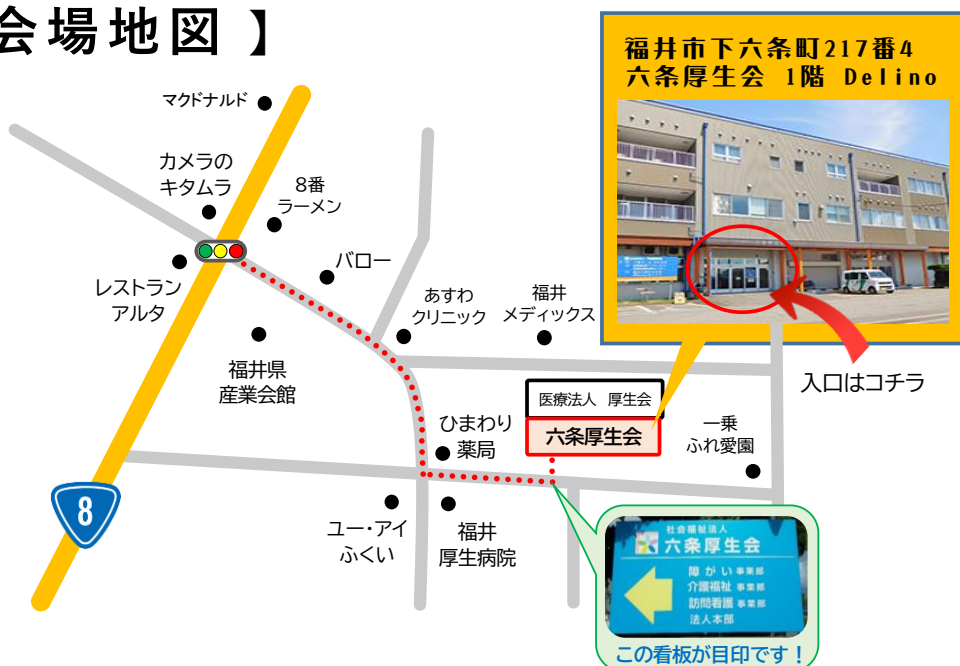 会場地図 】
福井市下六条町217番4
六条厚生会 1階 Delino
マクドナルド
カメラの
キタムラ
8番
ラーメン
レストラン
アルタ
バロー
あすわ
クリニック
福井
メディックス
福井県
産業会館
入口はコチラ
医療法人 厚生会
六条厚生会
ひまわり
薬局
一乗
ふれ愛園
8
ユー・アイ
ふくい
福井
厚生病院
社会福祉法人
六条厚生会
障がい事業部
介護福祉事業部
訪問看護事業部
法人本部
この看板が目印です！